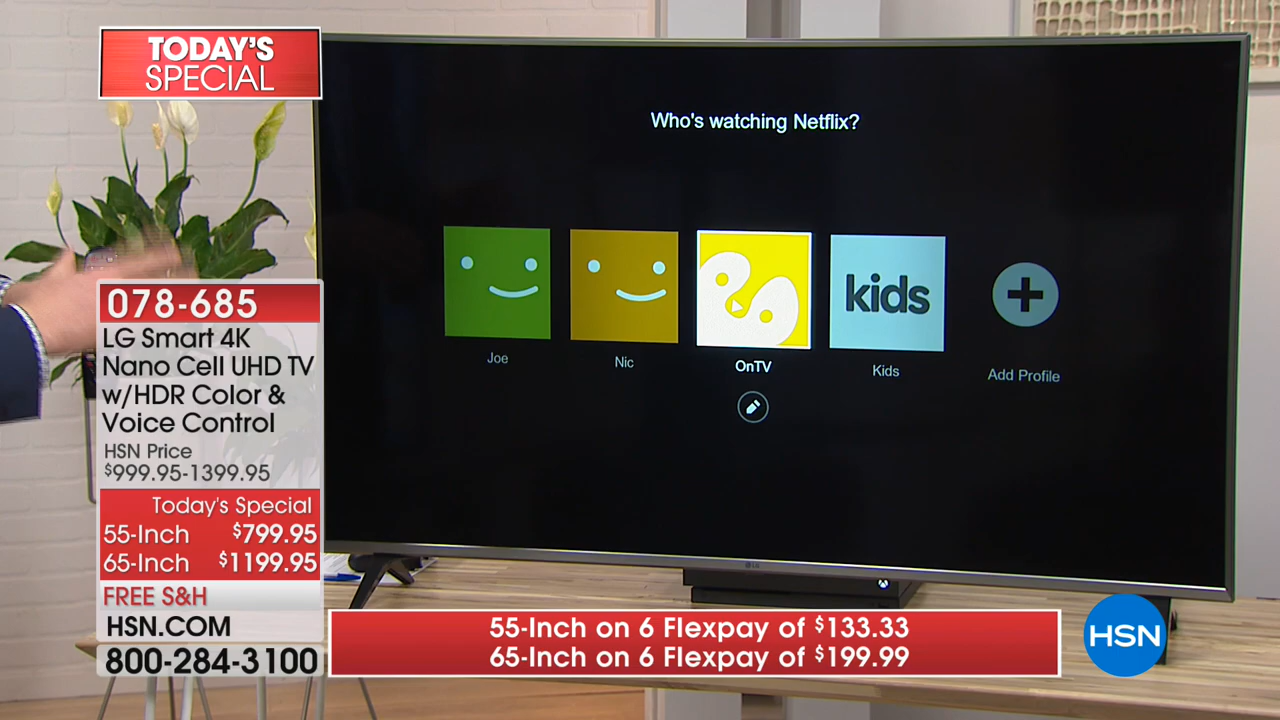 TODAY'S
SPECIAL
Who's watching Netflix?
kids
Joe
Nic
OnTV
Kids
Add Profile
078-685
LG Smart 4K
Nano Cell UHD TV
w/HDR Color &
Voice Control
HSN Price
$999.95-1399.95
Today's Special
55-Inch $799.95
65-Inch $1199.95
FREE S&H
HSN.COM
800-284-3100
LG
55-Inch on 6 Flexpay of $133.33
65-Inch on 6 Flexpay of $199.99
HSN